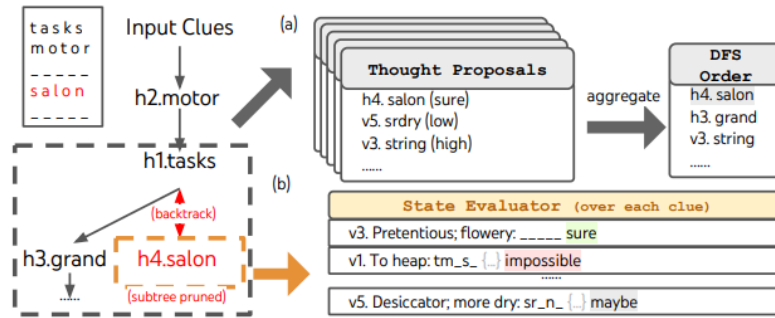 tasks
motor
_ _ _ _ _
salon
_ _ _ _ _
Input Clues
h2.motor
h1.tasks
(backtrack)
h3.grand
h4.salon
......
(subtree pruned)
(a)
Thought Proposals
h4. salon (sure)
v5. srdry (low)
v3. string (high)
......
aggregate
DFS
Order
h4. salon
h3. grand
v3. string
......
(b)
State Evaluator (over each clue)
v3. Pretentious; flowery: _____ sure
v1. To heap: tm_s_ {...} impossible
......
v5. Desiccator; more dry: sr_n_ {...} maybe